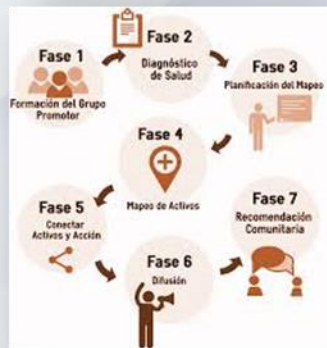 Fase 1
Formación del Grupo
Promotor
Fase 2
Diagnóstico
de Salud
Fase 3
Planificación del Mapeo
Fase 4
Mapeo de Activos
Fase 5
Conectar
Activos y Acción
Fase 6
Difusión
Fase 7
Recomendación
Comunitaria